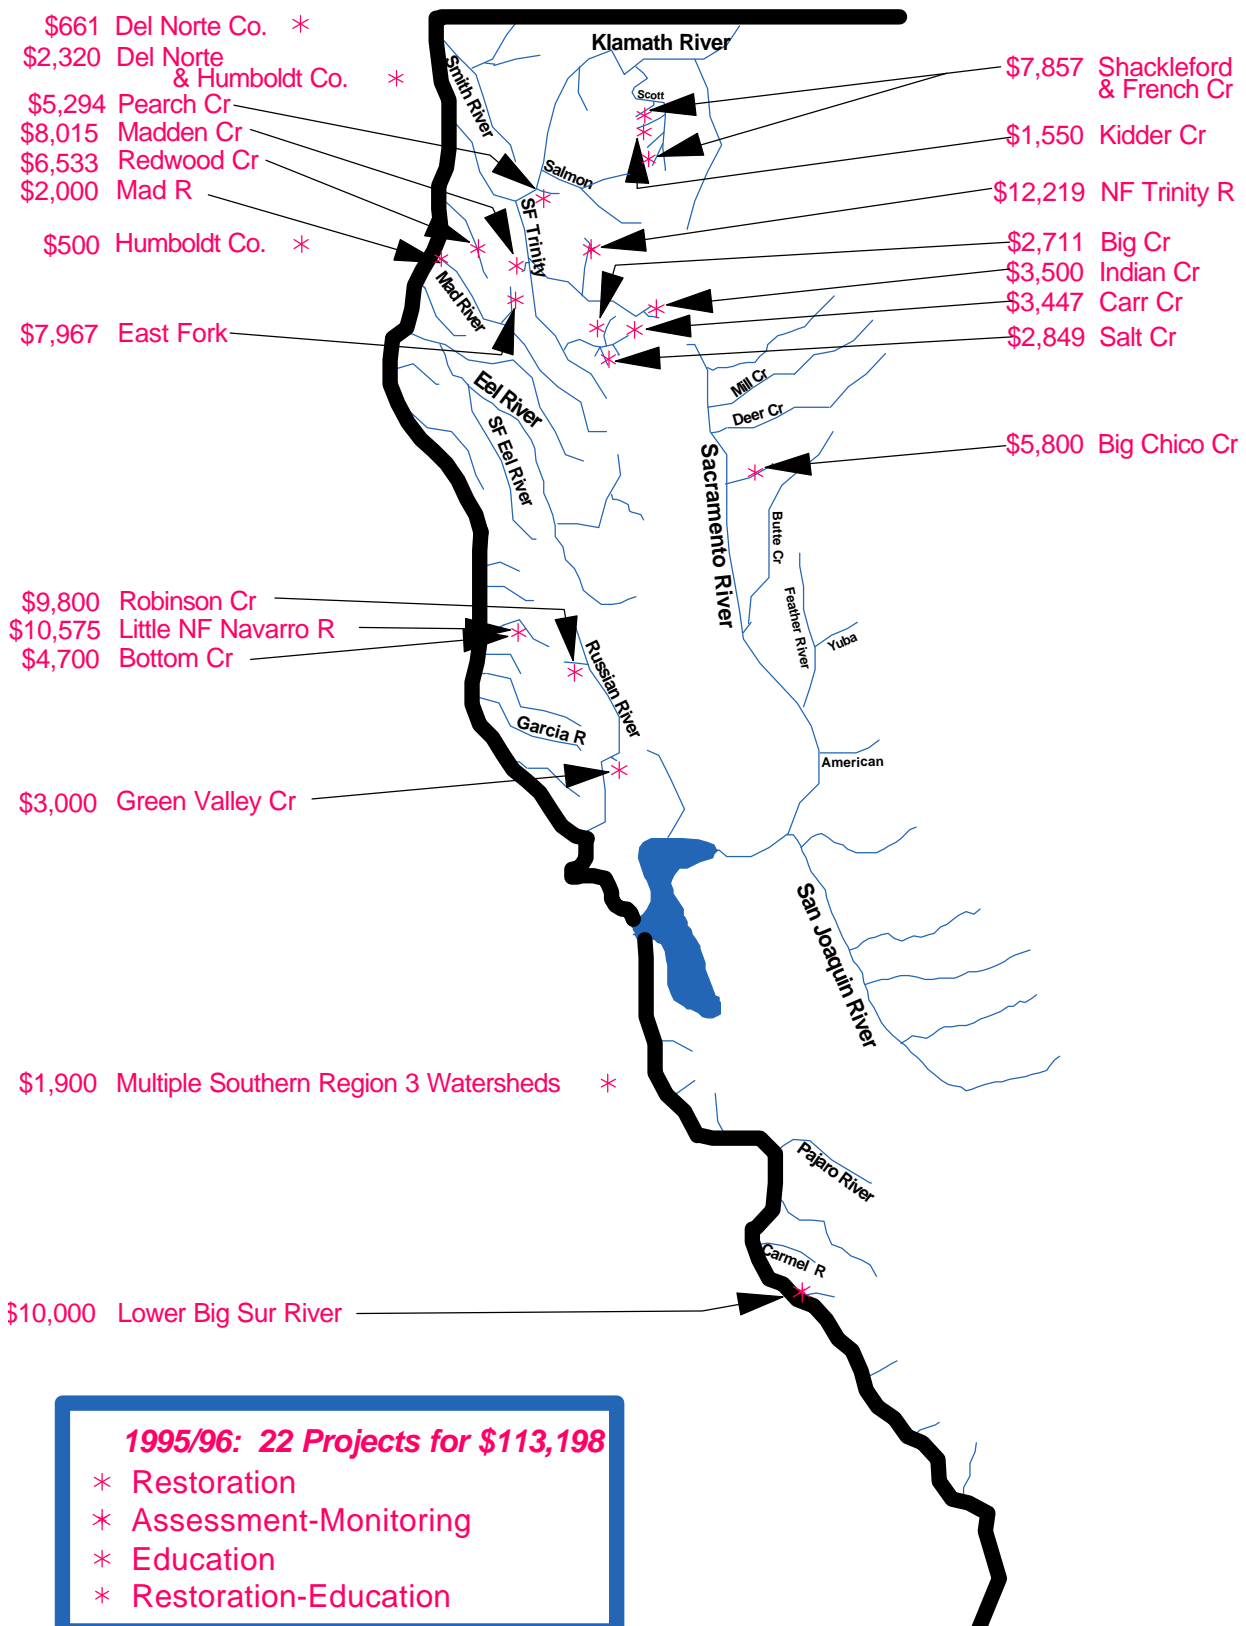 $661 Del Norte Co. *
$2,320 Del Norte
& Humboldt Co. *
$5,294 Pearch Cr
$8,015 Madden Cr
$6,533 Redwood Cr
$2,000 Mad R
$500 Humboldt Co. *
$7,967 East Fork
$9,800 Robinson Cr
$10,575 Little NF Navarro R
$4,700 Bottom Cr
$3,000 Green Valley Cr
$1,900 Multiple Southern Region 3 Watersheds *
$10,000 Lower Big Sur River
$7,857 Shackleford
& French Cr
$1,550 Kidder Cr
$12,219 NF Trinity R
$2,711 Big Cr
$3,500 Indian Cr
$3,447 Carr Cr
$2,849 Salt Cr
$5,800 Big Chico Cr
Klamath River
Smith River
Scott
Salmon
SF Trinity
Mad River
Eel River
SF Eel River
Mill Cr
Deer Cr
Sacramento River
Butte Cr
Feather River
Yuba
Russian River
Garcia R
American
San Joaquin River
Pajaro River
Carmel R
1995/96: 22 Projects for $113,198
* Restoration
* Assessment-Monitoring
* Education
* Restoration-Education